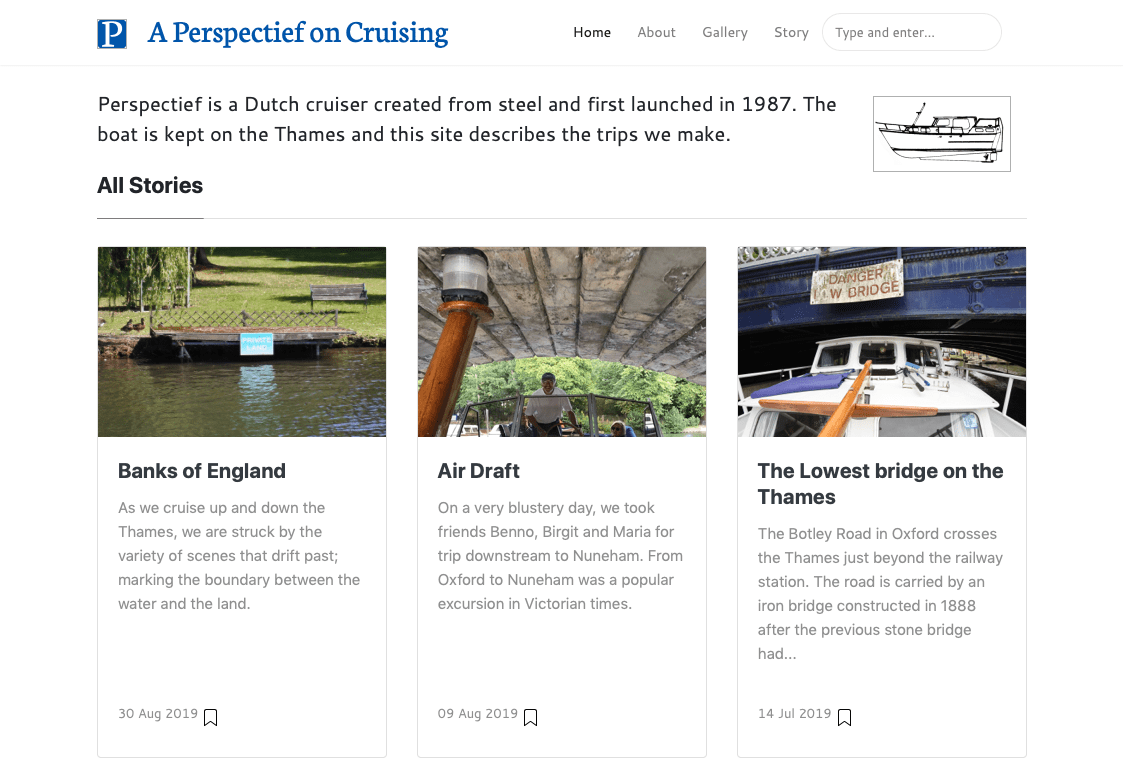 P A Perspectief on Cruising
Home About Gallery Story Type and enter...
Perspectief is a Dutch cruiser created from steel and first launched in 1987. The
boat is kept on the Thames and this site describes the trips we make.
All Stories
PRIVATE
LAND
DANGER
LW BRIDGE
Banks of England
As we cruise up and down the
Thames, we are struck by the
variety of scenes that drift past;
marking the boundary between the
water and the land.
30 Aug 2019
Air Draft
On a very blustery day, we took
friends Benno, Birgit and Maria for
trip downstream to Nuneham. From
Oxford to Nuneham was a popular
excursion in Victorian times.
09 Aug 2019
The Lowest bridge on the
Thames
The Botley Road in Oxford crosses
the Thames just beyond the railway
station. The road is carried by an
iron bridge constructed in 1888
after the previous stone bridge
had...
14 Jul 2019